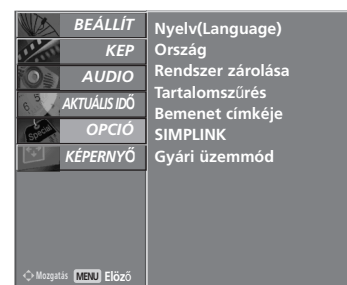 BEÁLLÍT
KEP
AUDIO
AKTUÁLIS IDŐ
OPCIÓ
KÉPERNYŐ
Nyelv(Language)
Ország
Rendszer zárolása
Tartalomszűrés
Bemenet címkéje
SIMPLINK
Gyári üzemmód
Special
Mozgatás MENU Előző